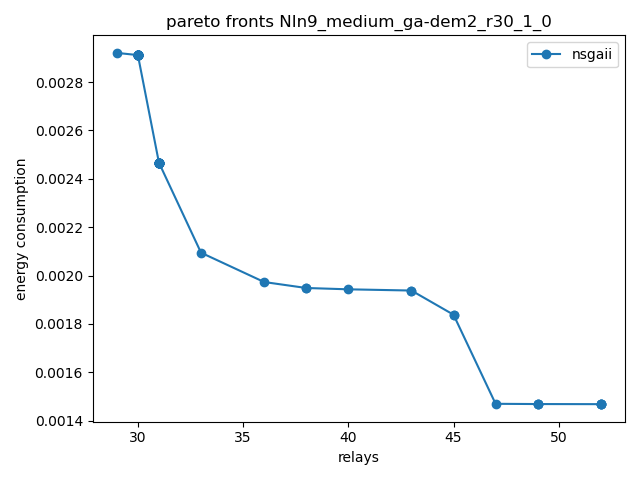 pareto fronts NIn9_medium_ga-dem2_r30_1_0
nsgaii
energy consumption
0.0028
0.0026
0.0024
0.0022
0.0020
0.0018
0.0016
0.0014
30 35 40 45 50
relays